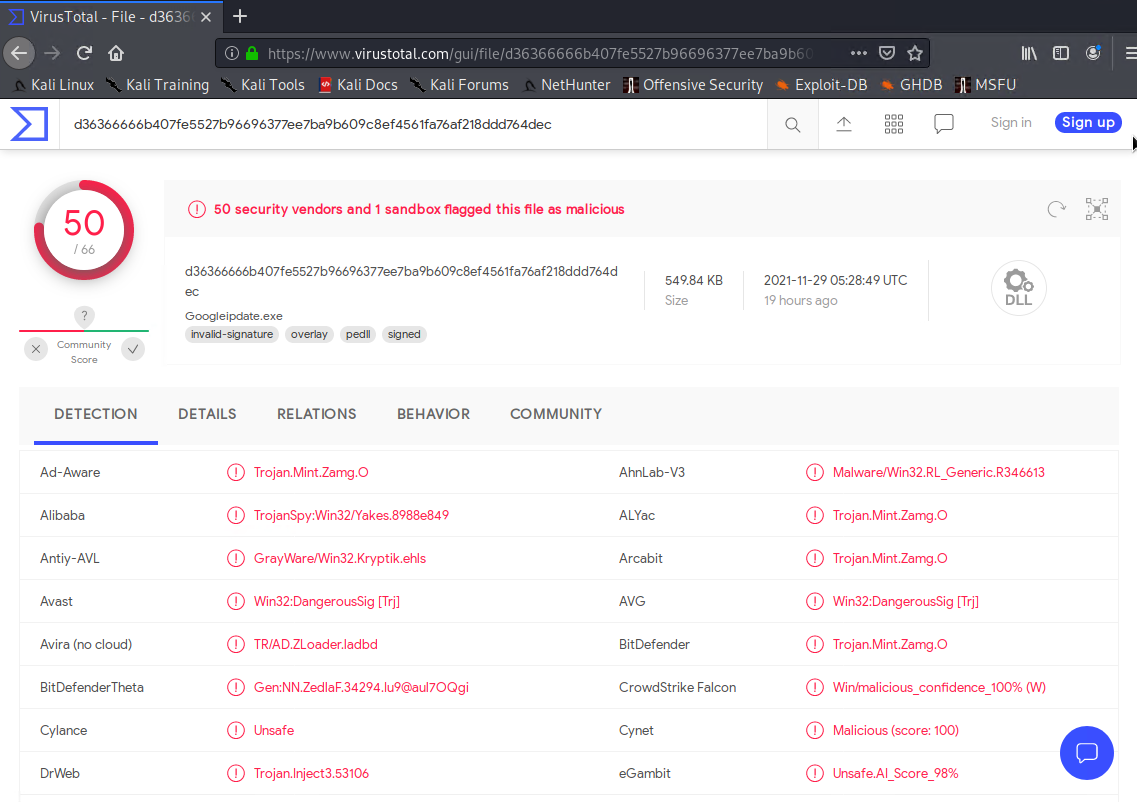 VirusTotal - File - d3636
https://www.virustotal.com/gui/file/d36366666b407fe5527b96696377ee7ba9b60
Kali Linux Kali Training Kali Tools Kali Docs Kali Forums NetHunter Offensive Security Exploit-DB GHDB MSFU
d36366666b407fe5527b96696377ee7ba9b609c8ef4561fa76af218ddd764dec
Sign in Sign up
50
/ 66
?
Community
Score
50 security vendors and 1 sandbox flagged this file as malicious
d36366666b407fe5527b96696377ee7ba9b609c8ef4561fa76af218ddd764d
ec
Googleipdate.exe
invalid-signature overlay pedll signed
549.84 KB
Size
2021-11-29 05:28:49 UTC
19 hours ago
DLL
DETECTION DETAILS RELATIONS BEHAVIOR COMMUNITY
Ad-Aware Trojan.Mint.Zamg.O AhnLab-V3 Malware/Win32.RL_Generic.R346613
Alibaba TrojanSpy:Win32/Yakes.8988e849 ALYac Trojan.Mint.Zamg.O
Antiy-AVL GrayWare/Win32.Kryptik.ehls Arcabit Trojan.Mint.Zamg.O
Avast Win32:DangerousSig [Trj] AVG Win32:DangerousSig [Trj]
Avira (no cloud) TR/AD.ZLoader.ladbd BitDefender Trojan.Mint.Zamg.O
BitDefenderTheta Gen:NN.ZedlaF.34294.lu9@aul7OQgi CrowdStrike Falcon Win/malicious_confidence_100% (W)
Cylance Unsafe Cynet Malicious (score: 100)
DrWeb Trojan.Inject3.53106 eGambit Unsafe.AI_Score_98%